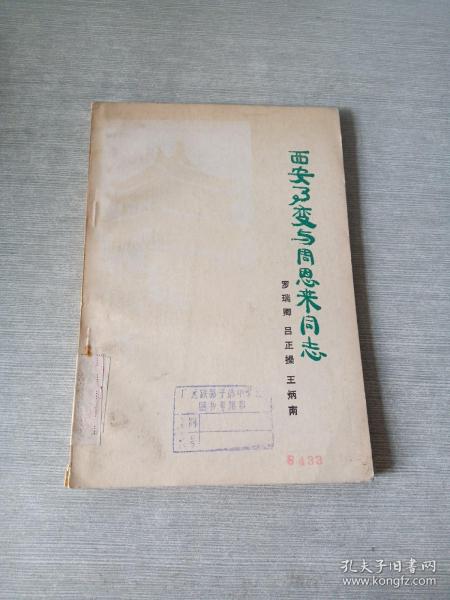 西安事变与周恩来同志
罗瑞卿 吕正操 王炳南
8433
孔夫子旧书网
www.kongfz.com